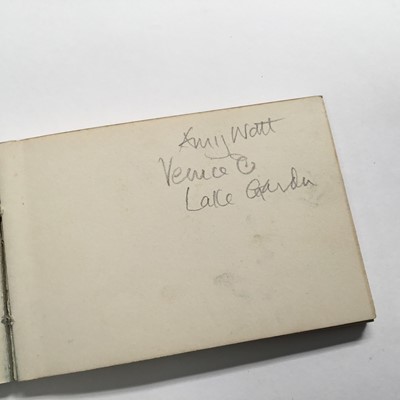 Amy Watt
Venice &
Lake Garda